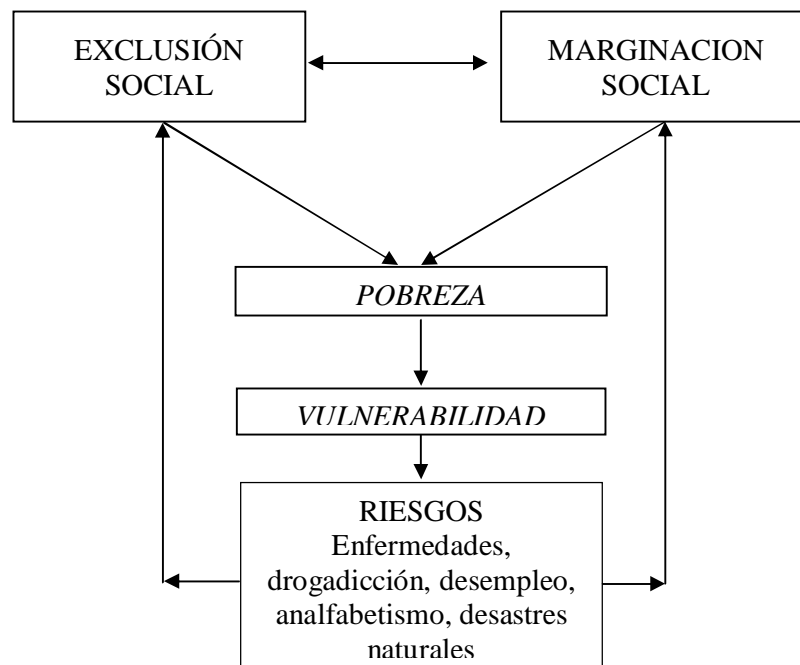 EXCLUSIÓN
SOCIAL
MARGINACION
SOCIAL
POBREZA
VULNERABILIDAD
RIESGOS
Enfermedades,
drogadicción, desempleo,
analfabetismo, desastres
naturales